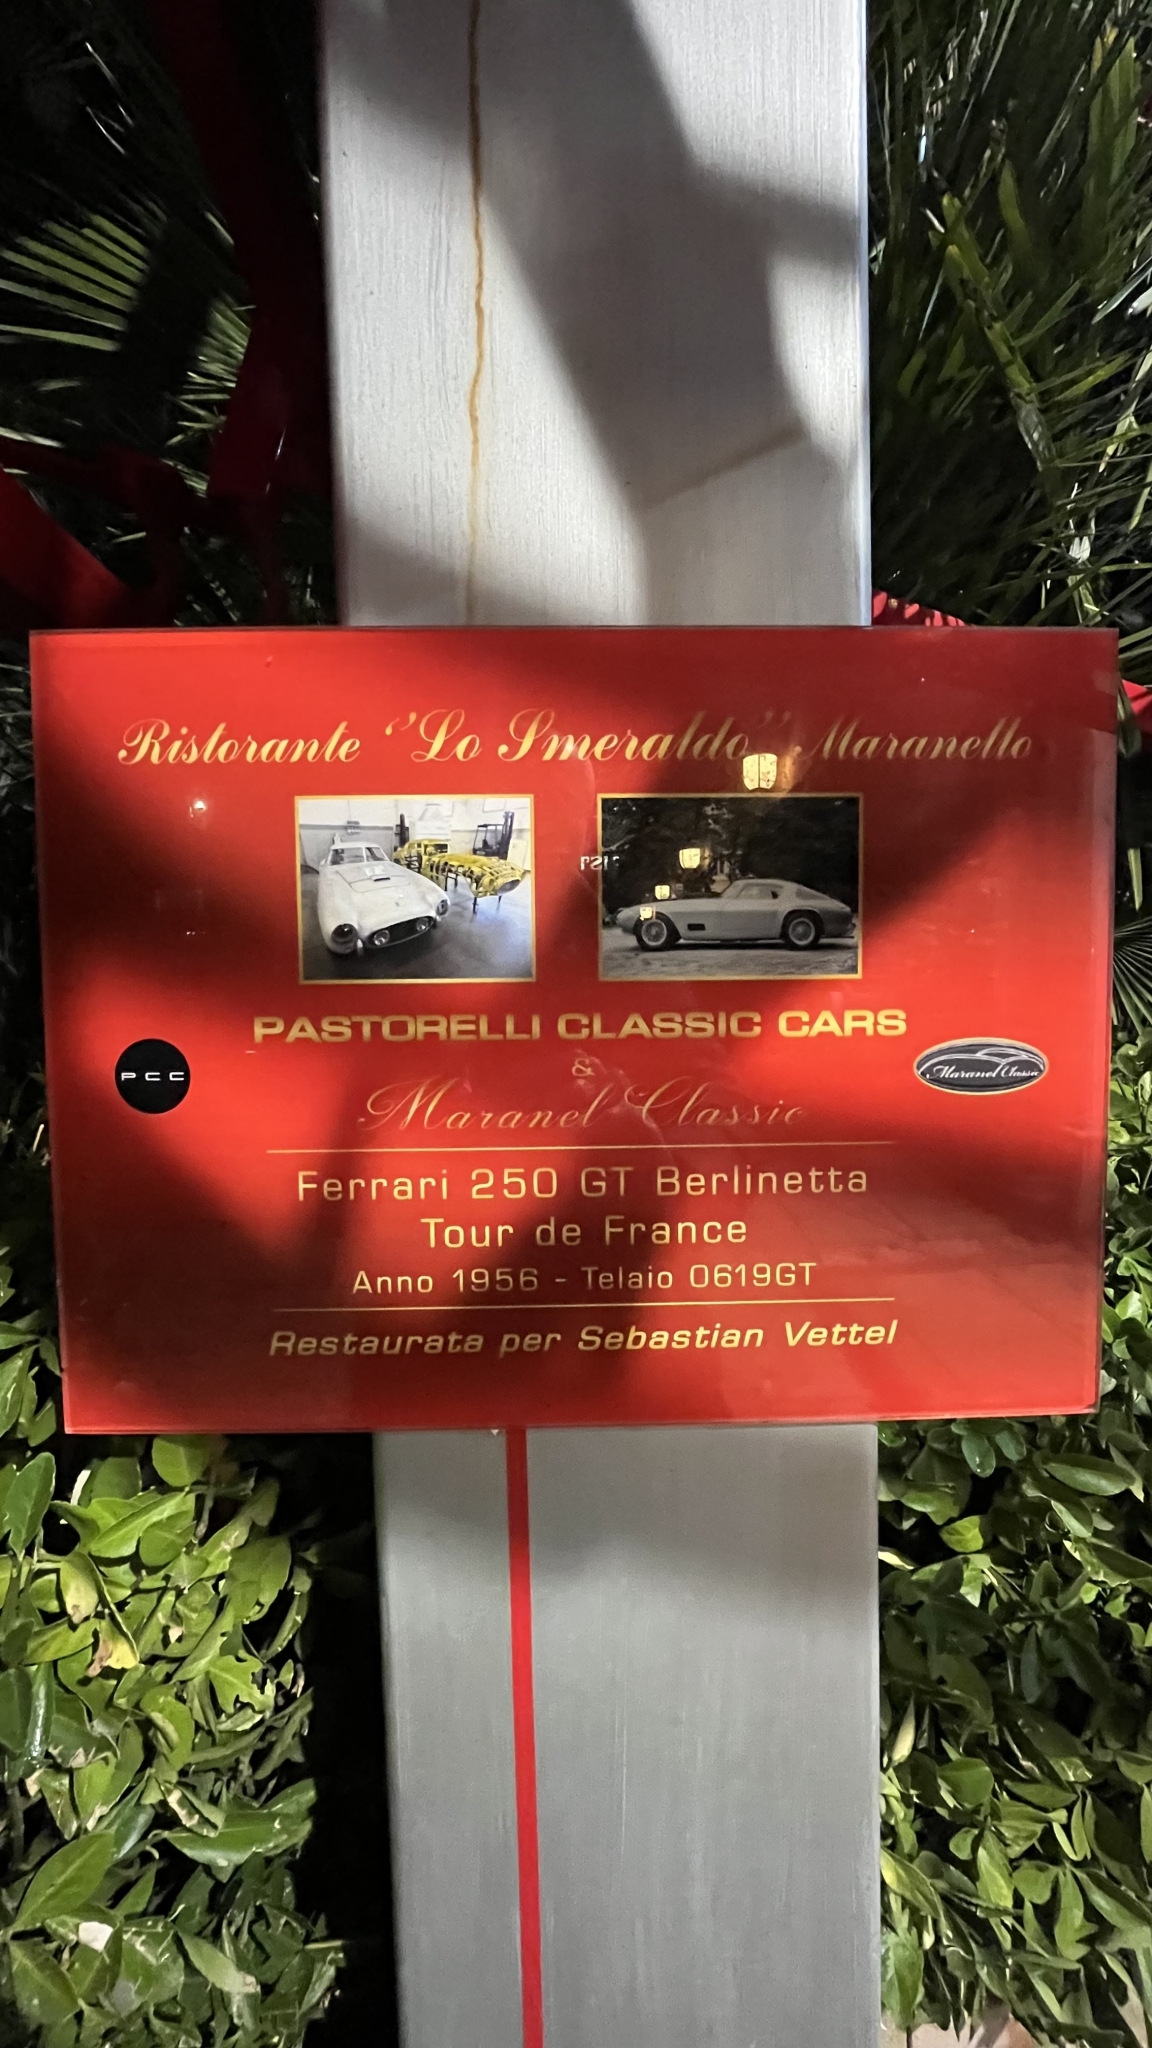 Ristorante “Lo Smeraldo” Maranello
PASTORELLI CLASSIC CARS
PCC
&
Maranel Classic
Maranel Classic
Ferrari 250 GT Berlinetta
Tour de France
Anno 1956 - Telaio 0619GT
Restaurata per Sebastian Vettel